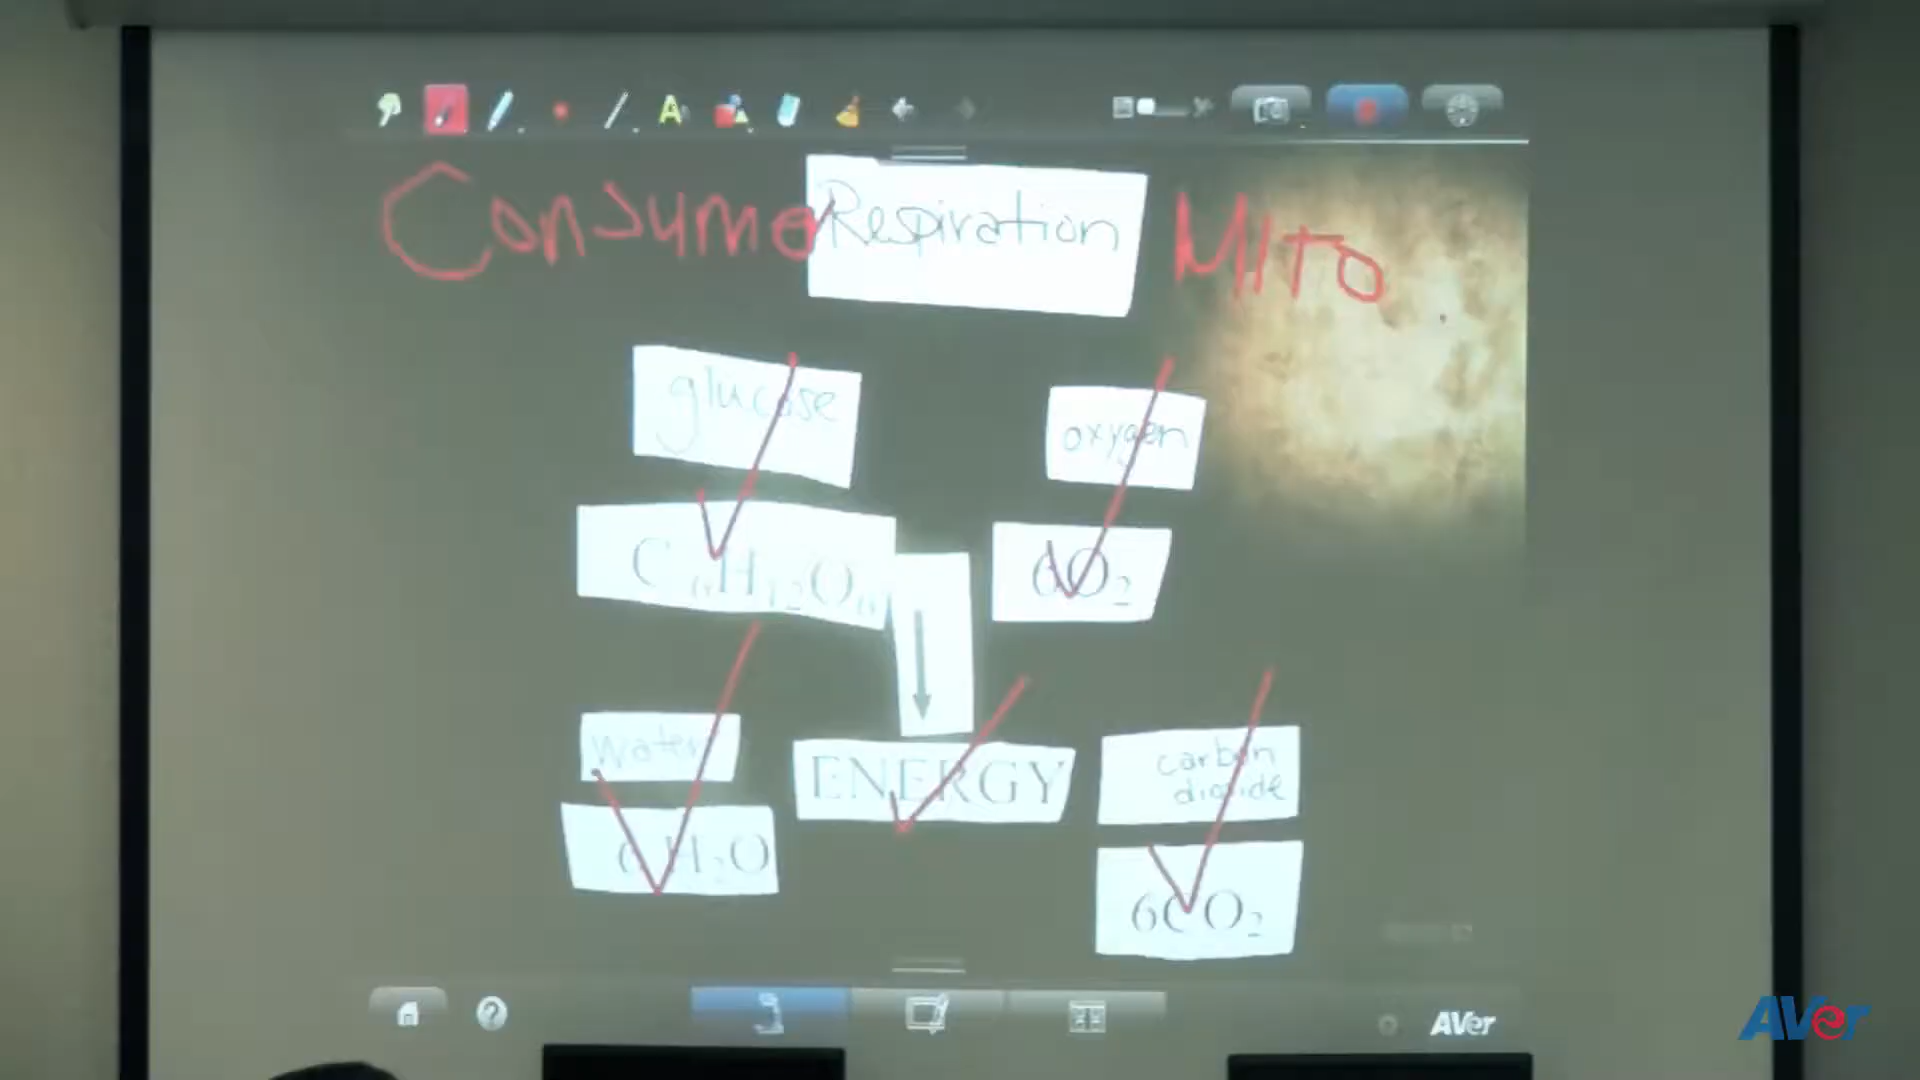 Consumer Respiration MITO
glucose
oxygen
C6H12O6
6O2
water
ENERGY
carbon
dioxide
6H2O
6CO2
AVer
AVer